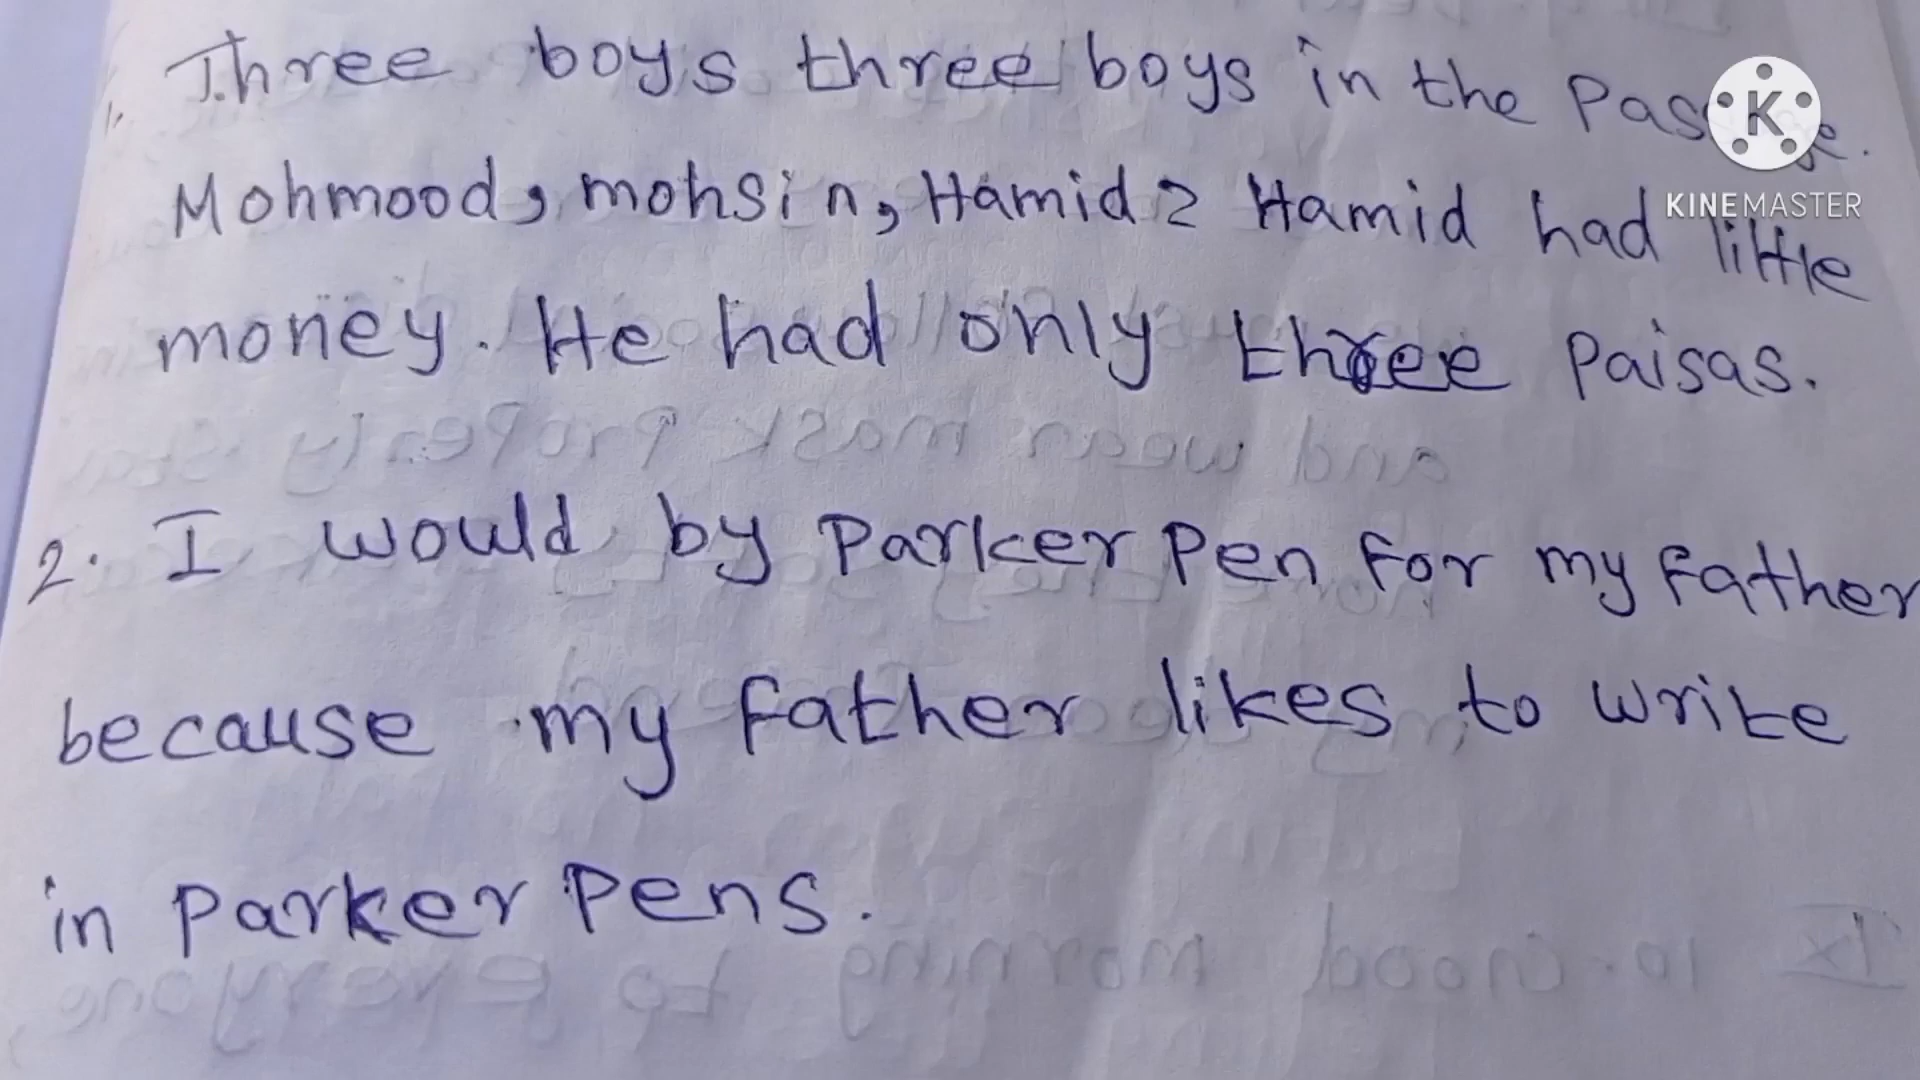 1. Three boys three boys in the
Mohmood, mohsin, Hamid 2 Hamid had little
money. He had only three Paisas.
2. I would by Parker Pen For my Father
because my Father likes to write
in Parker Pens.
K
KINEMASTER